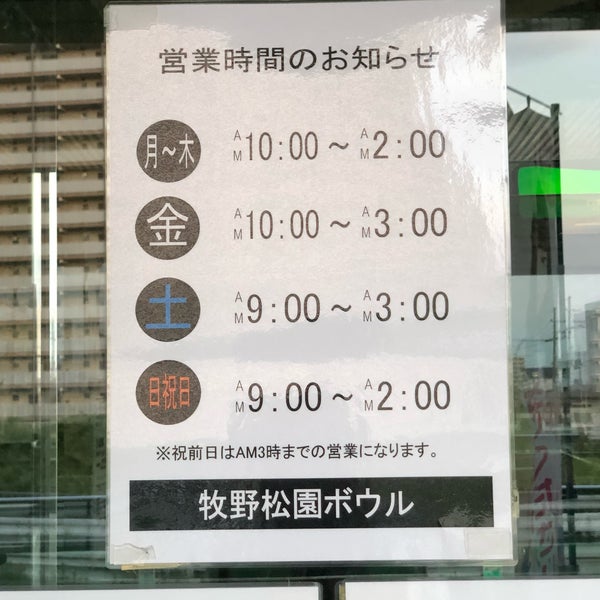 営業時間のお知らせ
月～木 AM10:00～AM2:00
金 AM10:00～AM3:00
土 AM9:00～AM3:00
日祝日 AM9:00～AM2:00
※祝前日はAM3時までの営業になります。
牧野松園ボウル